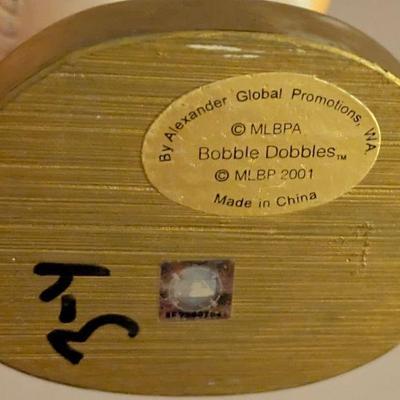 By Alexander Global Promotions, WA.
© MLBPA
Bobble Dobbles™
© MLBP 2001
Made in China